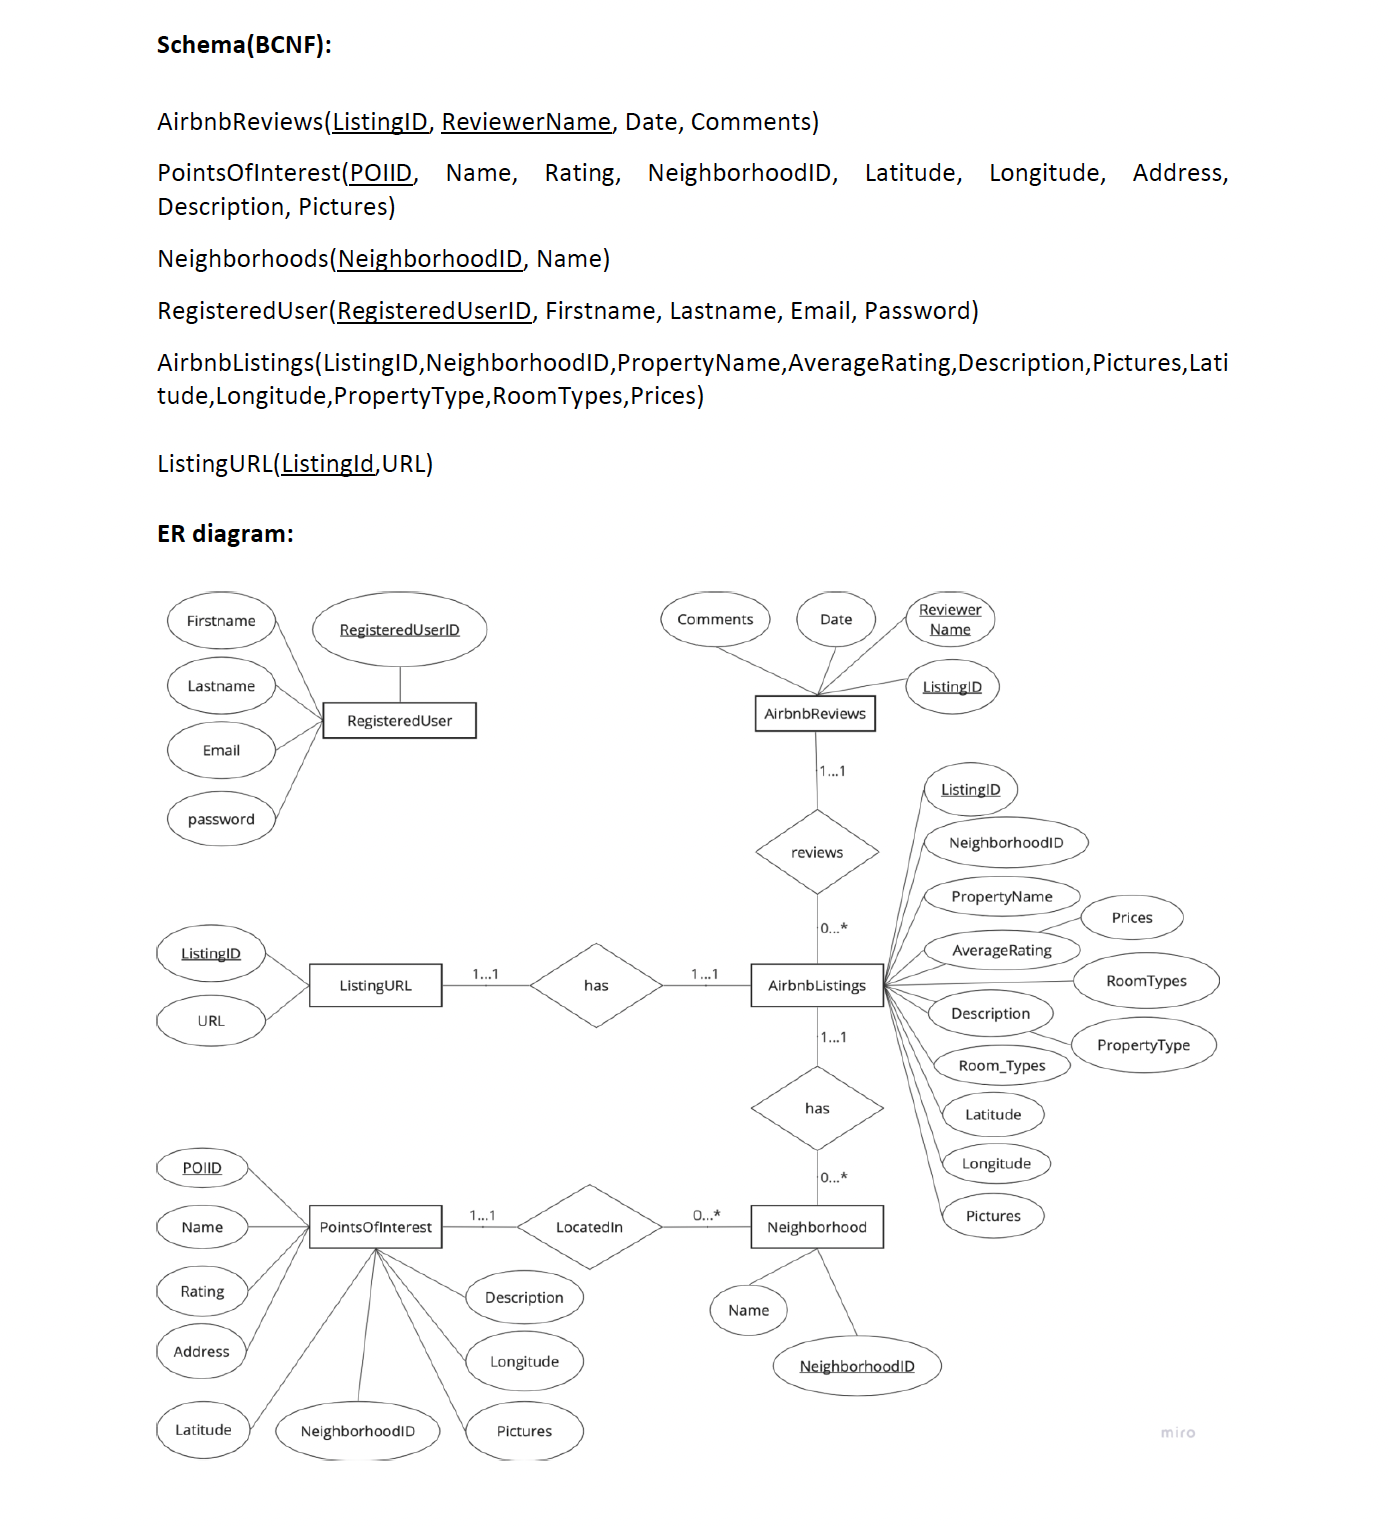 Schema(BCNF):
AirbnbReviews(ListingID, ReviewerName, Date, Comments)
PointsOfInterest(POIID, Name, Rating, NeighborhoodID, Latitude, Longitude, Address,
Description, Pictures)
Neighborhoods(NeighborhoodID, Name)
RegisteredUser(RegisteredUserID, Firstname, Lastname, Email, Password)
AirbnbListings(ListingID,NeighborhoodID,PropertyName,AverageRating,Description,Pictures,Lati
tude,Longitude,PropertyType,RoomTypes,Prices)
ListingURL(ListingId,URL)
ER diagram:
Firstname
RegisteredUserID
Lastname
RegisteredUser
Email
password
Comments
Date
Reviewer
Name
ListingID
AirbnbReviews
1...1
reviews
0...*
ListingID
URL
ListingURL
1...1
has
1...1
AirbnbListings
ListingID
NeighborhoodID
PropertyName
Prices
AverageRating
RoomTypes
Description
PropertyType
Room_Types
Latitude
Longitude
Pictures
1...1
has
0...*
POIID
Name
PointsOfInterest
1...1
LocatedIn
0...*
Neighborhood
Rating
Address
Latitude
NeighborhoodID
Description
Longitude
Pictures
Name
NeighborhoodID
miro